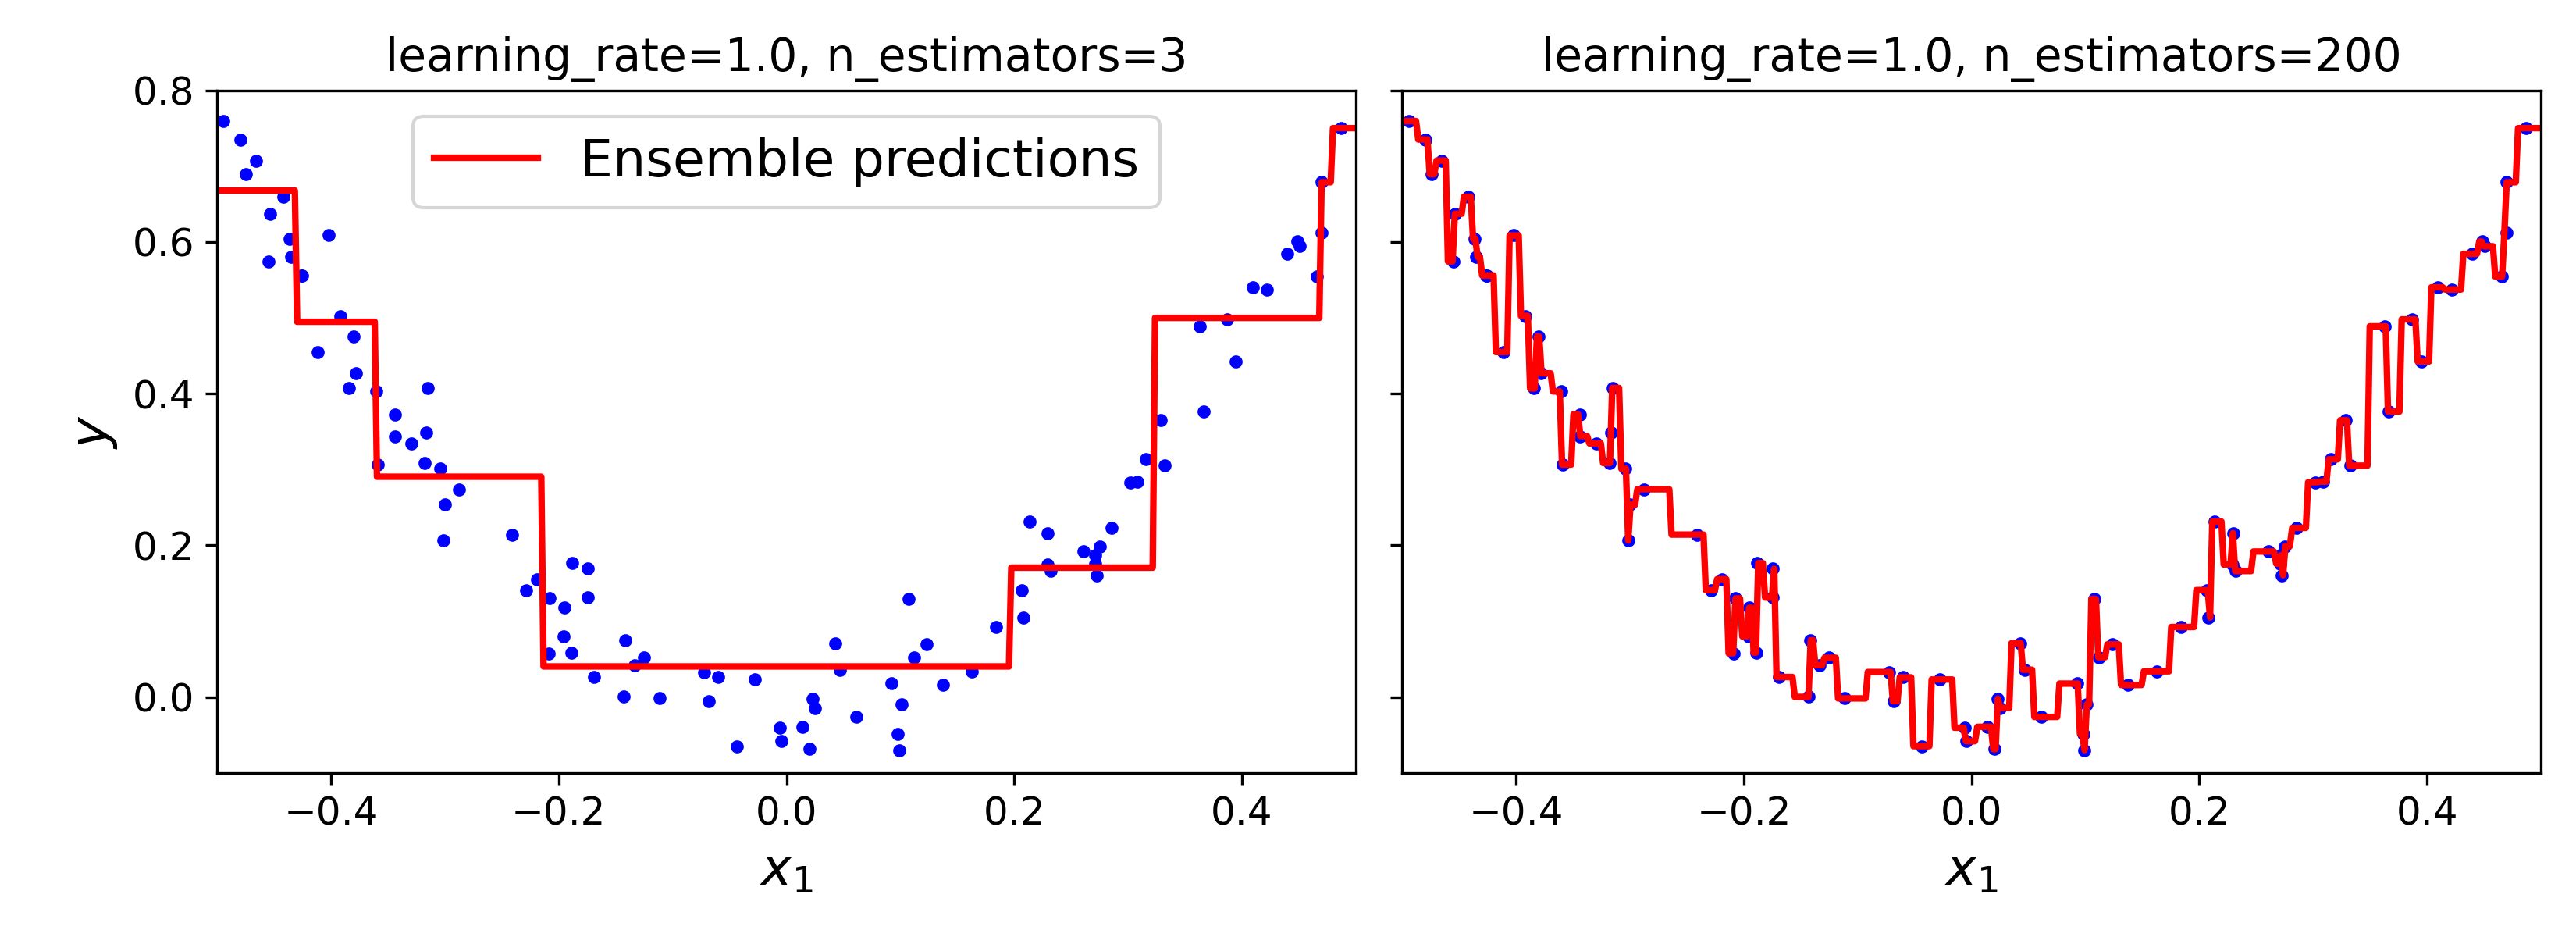 learning_rate=1.0, n_estimators=3
learning_rate=1.0, n_estimators=200
Ensemble predictions
y
0.8
0.6
0.4
0.2
0.0
−0.4 −0.2 0.0 0.2 0.4
−0.4 −0.2 0.0 0.2 0.4
x₁
x₁